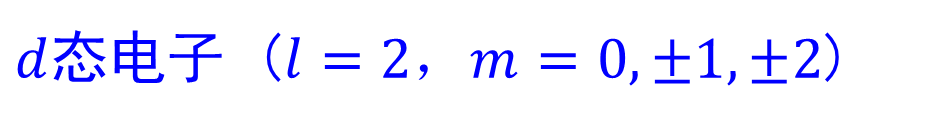 d态电子（l = 2，m = 0, ±1, ±2）